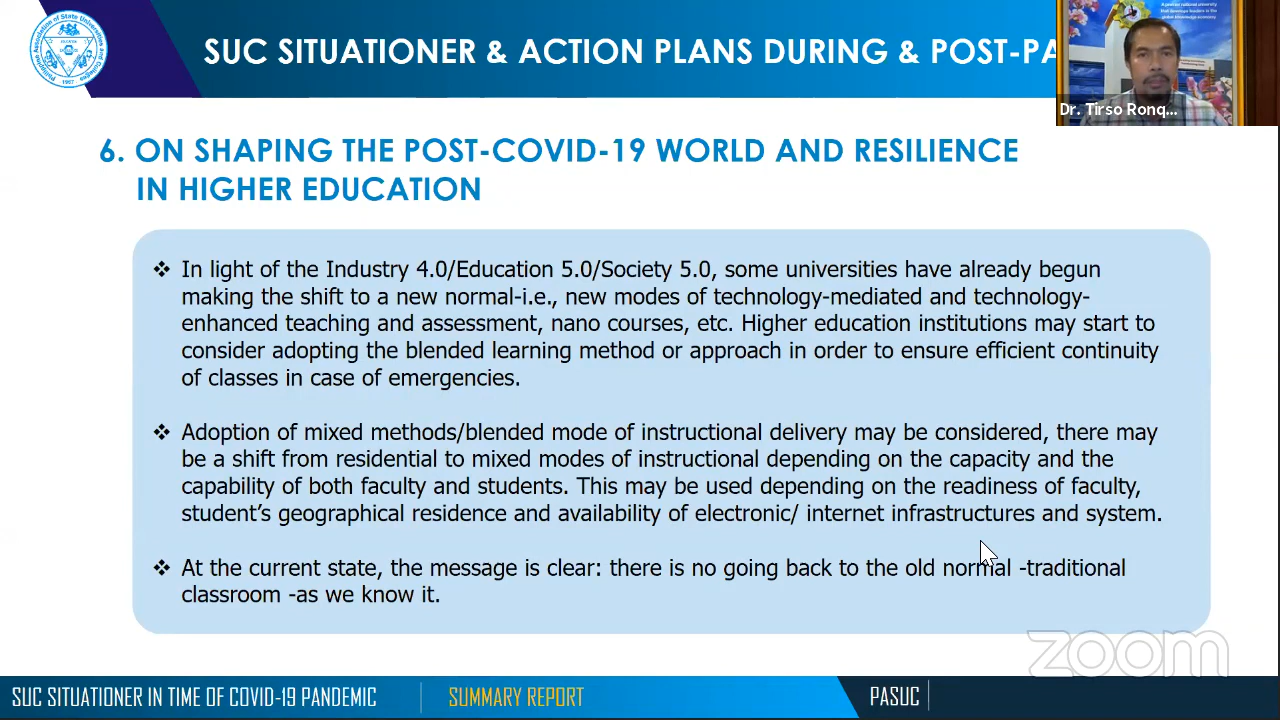 SUC SITUATIONER & ACTION PLANS DURING & POST-PA
Dr. Tirso Ronq...
6. ON SHAPING THE POST-COVID-19 WORLD AND RESILIENCE
IN HIGHER EDUCATION
❖ In light of the Industry 4.0/Education 5.0/Society 5.0, some universities have already begun
making the shift to a new normal-i.e., new modes of technology-mediated and technology-
enhanced teaching and assessment, nano courses, etc. Higher education institutions may start to
consider adopting the blended learning method or approach in order to ensure efficient continuity
of classes in case of emergencies.
❖ Adoption of mixed methods/blended mode of instructional delivery may be considered, there may
be a shift from residential to mixed modes of instructional depending on the capacity and the
capability of both faculty and students. This may be used depending on the readiness of faculty,
student’s geographical residence and availability of electronic/ internet infrastructures and system.
❖ At the current state, the message is clear: there is no going back to the old normal -traditional
classroom -as we know it.
zoom
SUC SITUATIONER IN TIME OF COVID-19 PANDEMIC
SUMMARY REPORT
PASUC